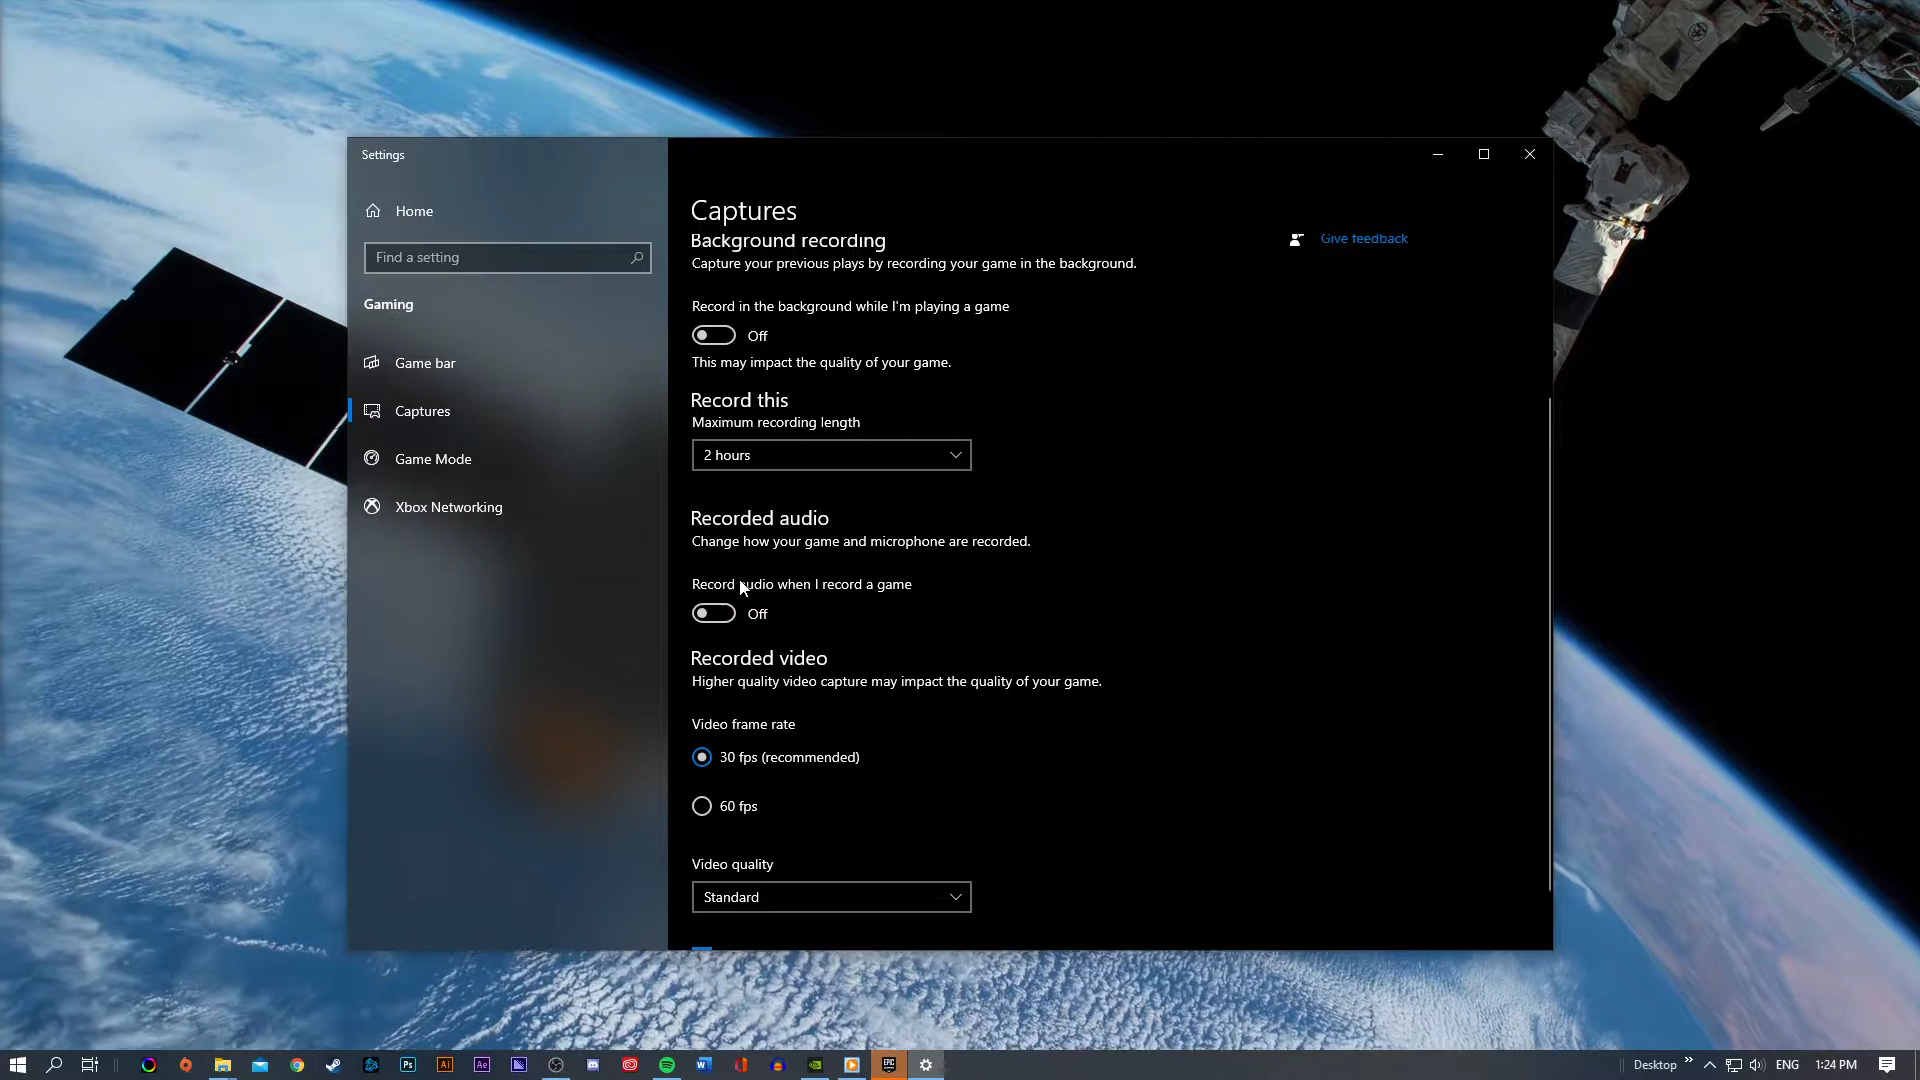 Settings
Home
Find a setting
Gaming
Game bar
Captures
Game Mode
Xbox Networking
Captures
Background recording
Give feedback
Capture your previous plays by recording your game in the background.
Record in the background while I'm playing a game
Off
This may impact the quality of your game.
Record this
Maximum recording length
2 hours
Recorded audio
Change how your game and microphone are recorded.
Record audio when I record a game
Off
Recorded video
Higher quality video capture may impact the quality of your game.
Video frame rate
30 fps (recommended)
60 fps
Video quality
Standard
Ps
Ai
Ae
W
EPIC GAMES
Desktop
ENG
1:24 PM